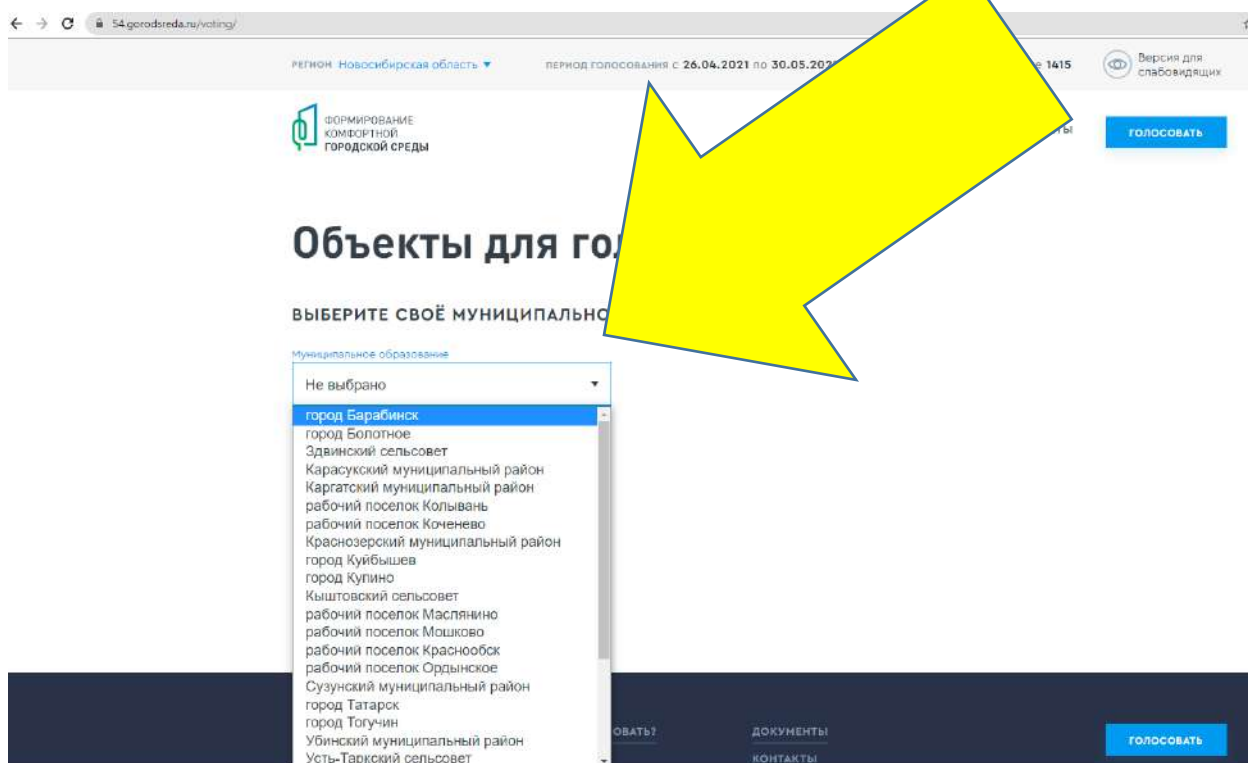 54.gorodsreda.ru/voting/
РЕГИОН Новосибирская область
ПЕРИОД ГОЛОСОВАНИЯ С 26.04.2021 ПО 30.05.202
1415
Версия для
слабовидящих
ФОРМИРОВАНИЕ
КОМФОРТНОЙ
ГОРОДСКОЙ СРЕДЫ
ТЫ
ГОЛОСОВАТЬ
Объекты для гол
ВЫБЕРИТЕ СВОЁ МУНИЦИПАЛЬНО
Муниципальное образование
Не выбрано
город Барабинск
город Болотное
Здвинский сельсовет
Карасукский муниципальный район
Каргатский муниципальный район
рабочий поселок Колывань
рабочий поселок Коченево
Краснозерский муниципальный район
город Куйбышев
город Купино
Кыштовский сельсовет
рабочий поселок Маслянино
рабочий поселок Мошково
рабочий поселок Краснообск
рабочий поселок Ордынское
Сузунский муниципальный район
город Татарск
город Тогучин
Убинский муниципальный район
Усть-Таркский сельсовет
ОВАТЬ?
ДОКУМЕНТЫ
КОНТАКТЫ
ГОЛОСОВАТЬ